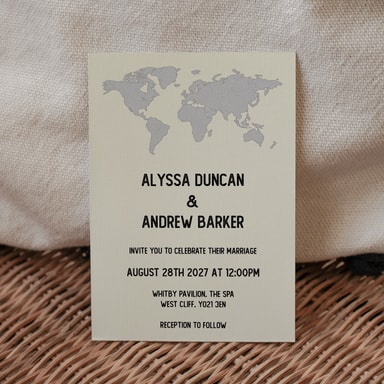 ALYSSA DUNCAN
&
ANDREW BARKER
INVITE YOU TO CELEBRATE THEIR MARRIAGE
AUGUST 28TH 2027 AT 12:00PM
WHITBY PAVILION, THE SPA
WEST CLIFF, YO21 3EN
RECEPTION TO FOLLOW